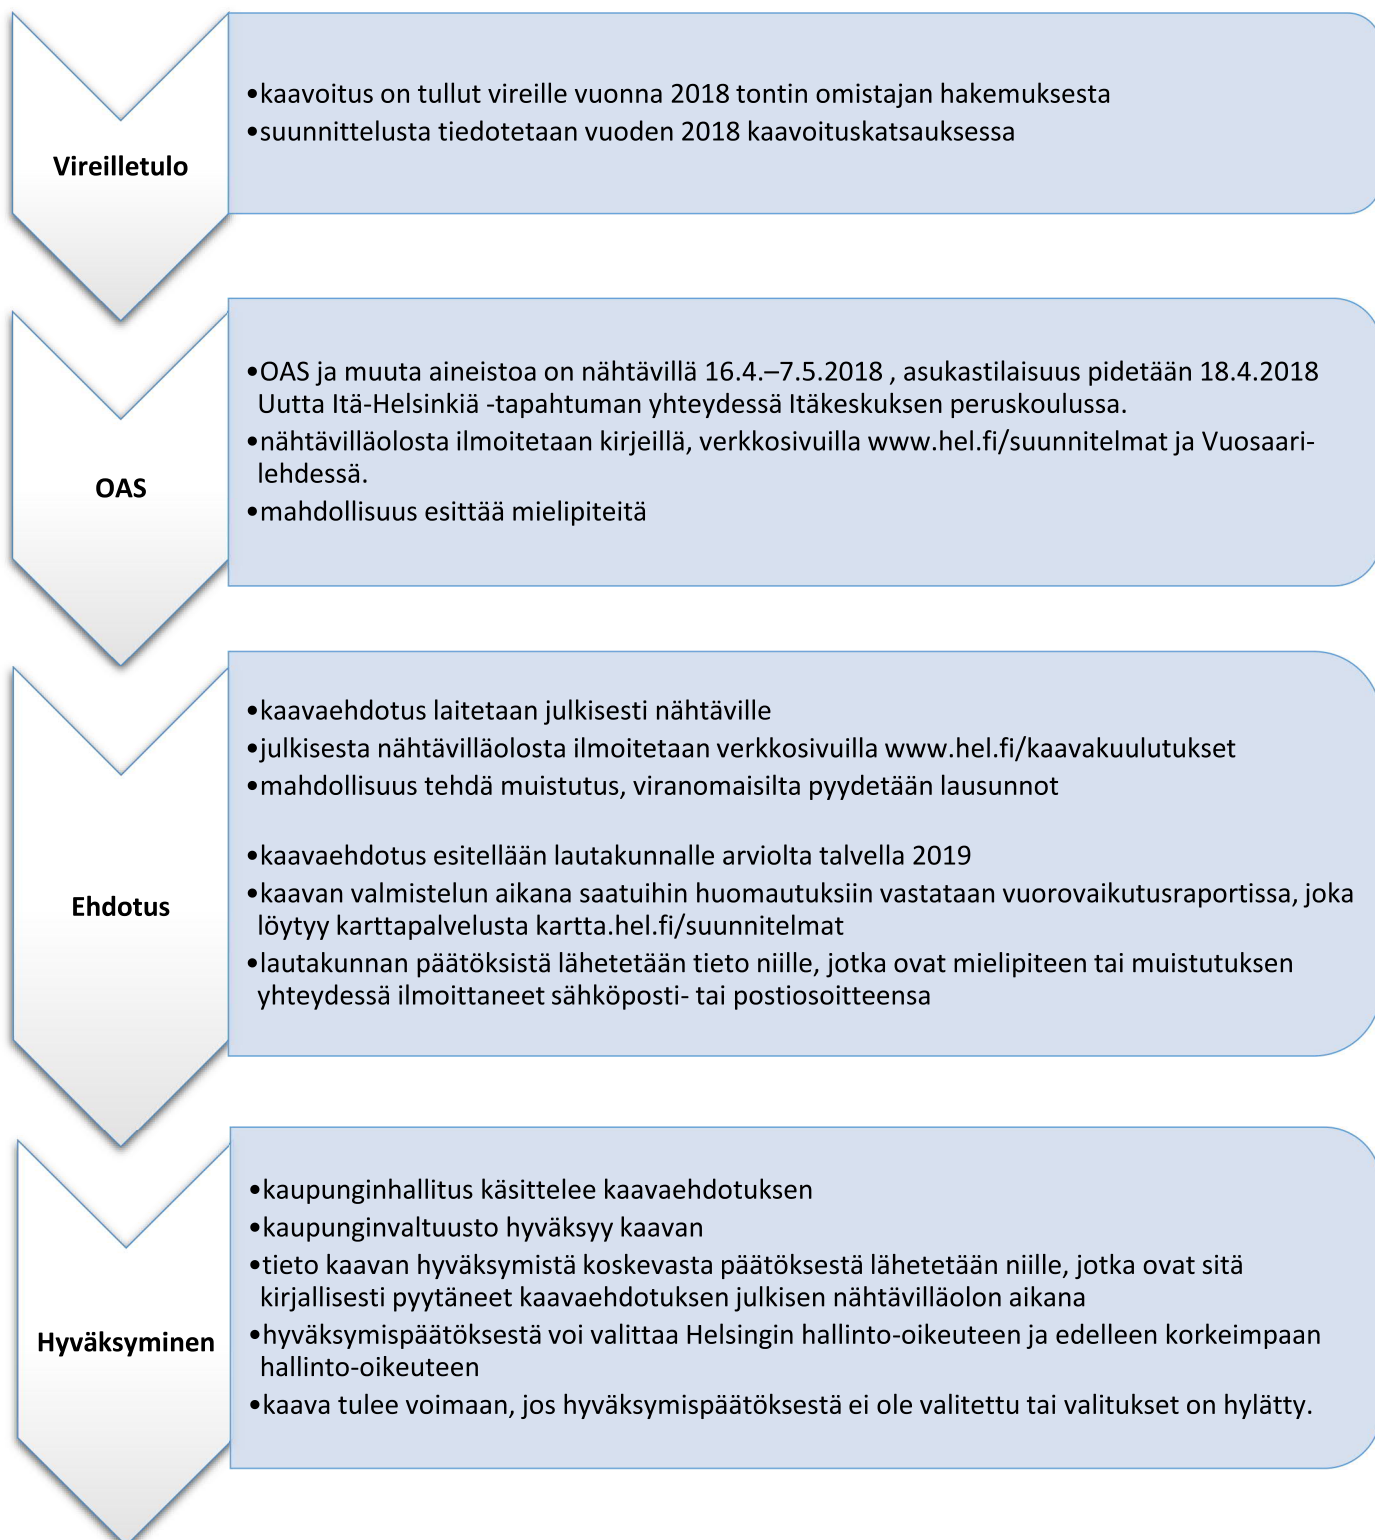 Vireilletulo
•kaavoitus on tullut vireille vuonna 2018 tontin omistajan hakemuksesta
•suunnittelusta tiedotetaan vuoden 2018 kaavoituskatsauksessa
OAS
•OAS ja muuta aineistoa on nähtävillä 16.4.–7.5.2018 , asukastilaisuus pidetään 18.4.2018
Uutta Itä-Helsinkiä -tapahtuman yhteydessä Itäkeskuksen peruskoulussa.
•nähtävilläolosta ilmoitetaan kirjeillä, verkkosivuilla www.hel.fi/suunnitelmat ja Vuosaari-
lehdessä.
•mahdollisuus esittää mielipiteitä
Ehdotus
•kaavaehdotus laitetaan julkisesti nähtäville
•julkisesta nähtävilläolosta ilmoitetaan verkkosivuilla www.hel.fi/kaavakuulutukset
•mahdollisuus tehdä muistutus, viranomaisilta pyydetään lausunnot
•kaavaehdotus esitellään lautakunnalle arviolta talvella 2019
•kaavan valmistelun aikana saatuihin huomautuksiin vastataan vuorovaikutusraportissa, joka
löytyy karttapalvelusta kartta.hel.fi/suunnitelmat
•lautakunnan päätöksistä lähetetään tieto niille, jotka ovat mielipiteen tai muistutuksen
yhteydessä ilmoittaneet sähköposti- tai postiosoitteensa
Hyväksyminen
•kaupunginhallitus käsittelee kaavaehdotuksen
•kaupunginvaltuusto hyväksyy kaavan
•tieto kaavan hyväksymistä koskevasta päätöksestä lähetetään niille, jotka ovat sitä
kirjallisesti pyytäneet kaavaehdotuksen julkisen nähtävilläolon aikana
•hyväksymispäätöksestä voi valittaa Helsingin hallinto-oikeuteen ja edelleen korkeimpaan
hallinto-oikeuteen
•kaava tulee voimaan, jos hyväksymispäätöksestä ei ole valitettu tai valitukset on hylätty.